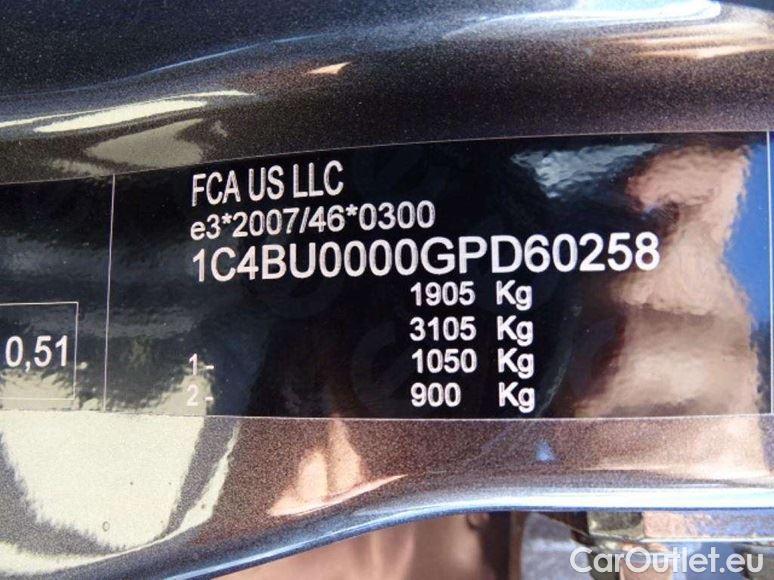 FCA US LLC
e3*2007/46*0300
1C4BU0000GPD60258
1905 Kg
3105 Kg
0,51
1- 1050 Kg
2- 900 Kg
CarOutlet.eu